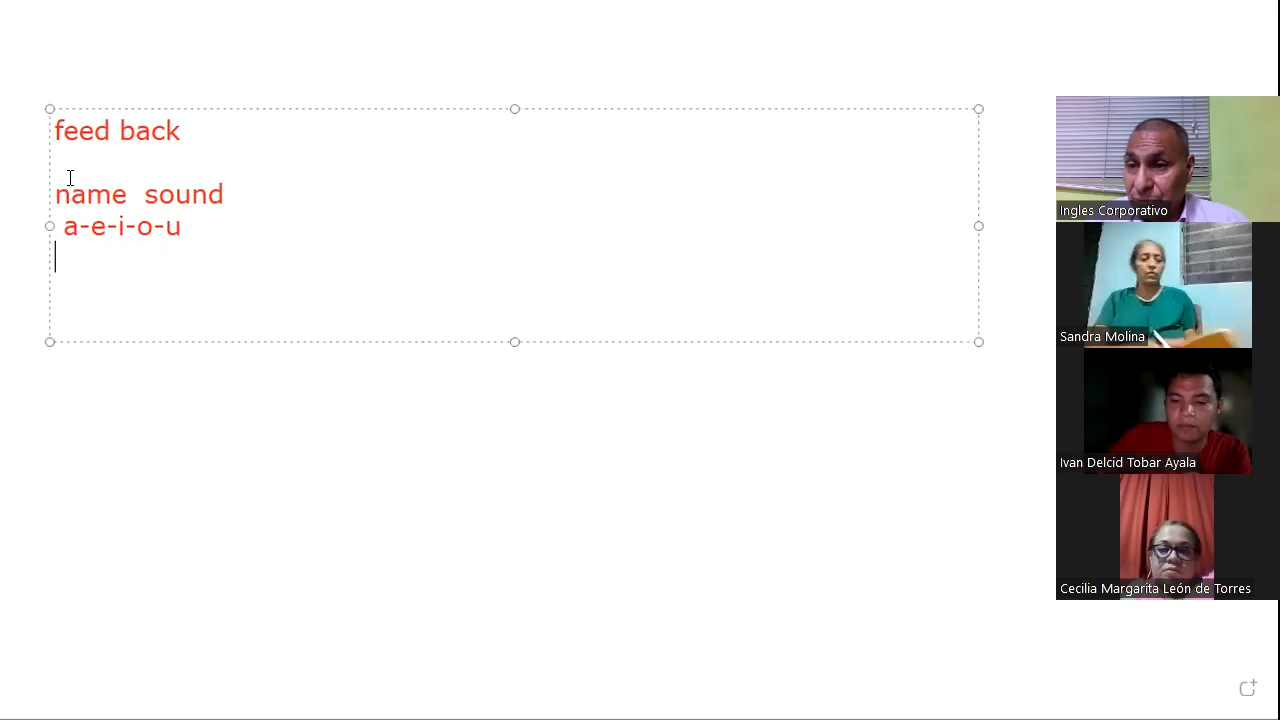 feed back
name  sound
a-e-i-o-u
Ingles Corporativo
Sandra Molina
Ivan Delcid Tobar Ayala
Cecilia Margarita León de Torres